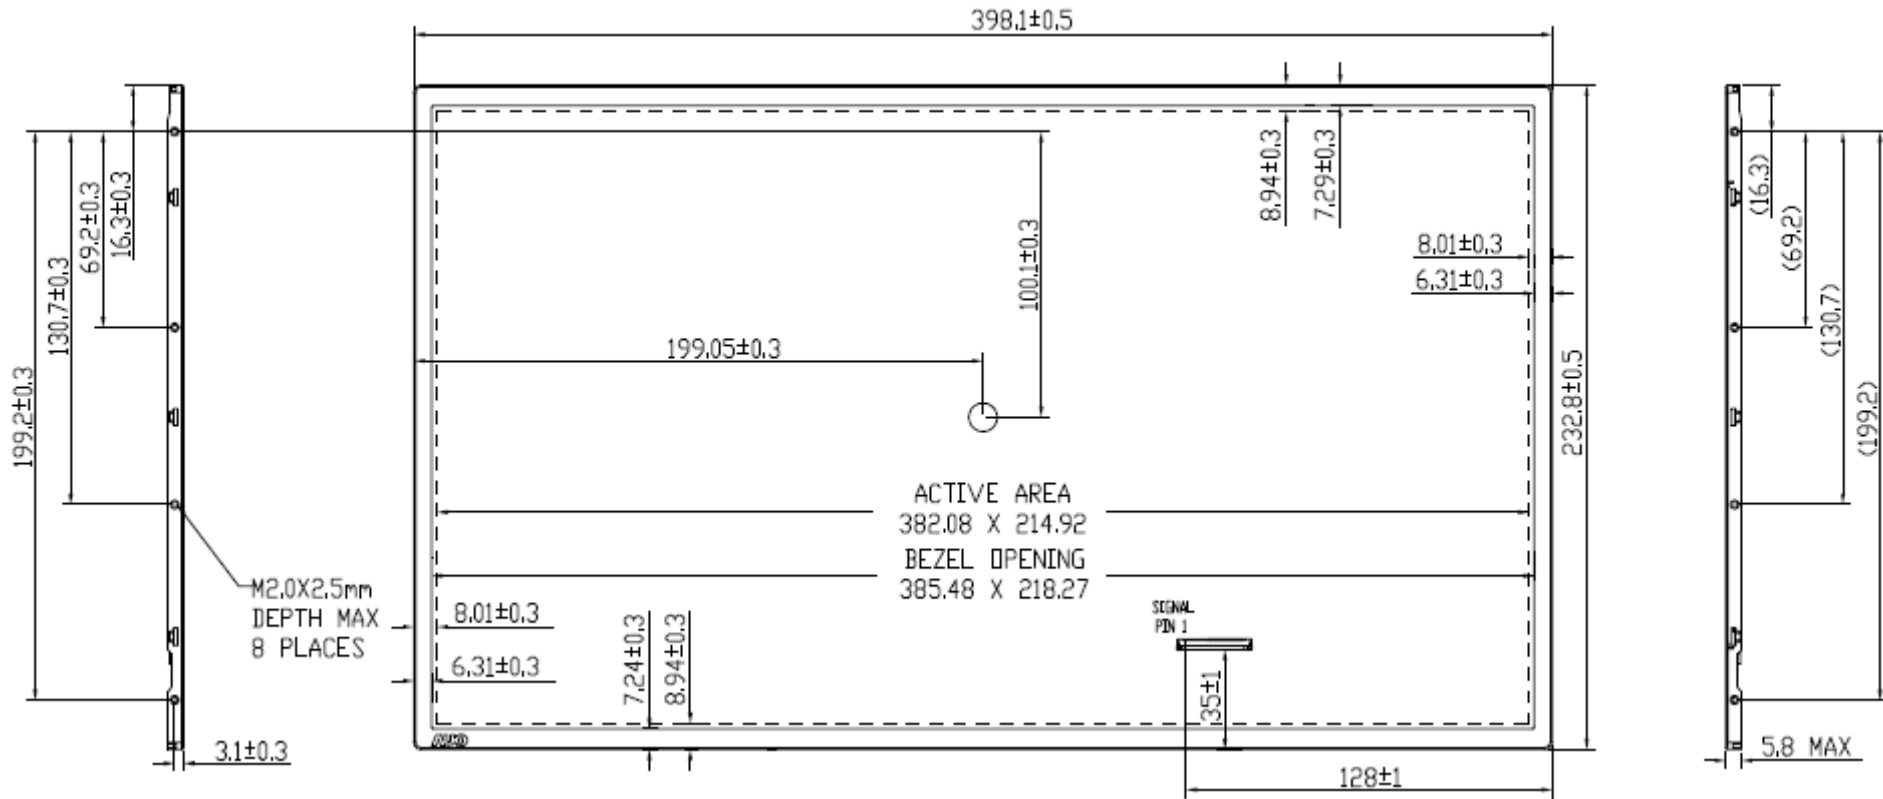 398.1±0.5
16.3±0.3
69.2±0.3
130.7±0.3
199.2±0.3
8.94±0.3
7.29±0.3
100.1±0.3
8.01±0.3
6.31±0.3
199.05±0.3
232.8±0.5
(16.3)
(69.2)
(130.7)
(199.2)
ACTIVE AREA
382.08 X 214.92
BEZEL OPENING
385.48 X 218.27
M2.0X2.5mm
DEPTH MAX
8 PLACES
8.01±0.3
6.31±0.3
7.24±0.3
8.94±0.3
SIGNAL
PIN 1
35±1
AUO
3.1±0.3
128±1
5.8 MAX